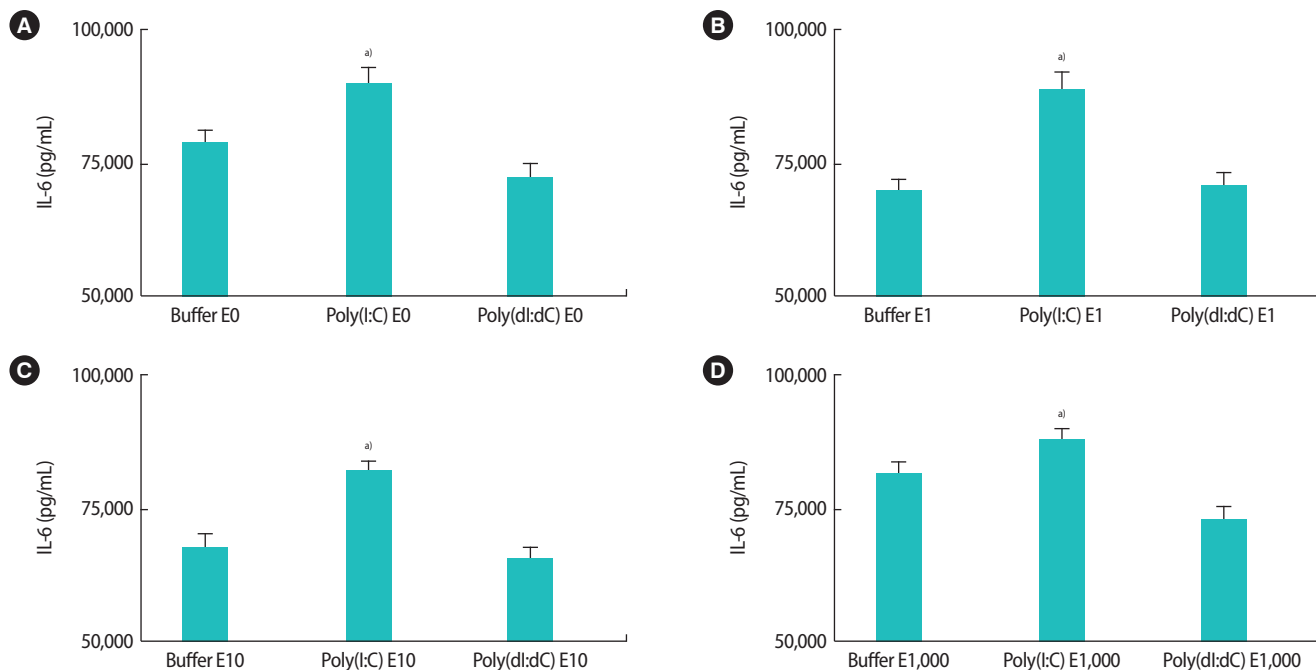 A
100,000
75,000
50,000
IL-6 (pg/mL)
a)
Buffer E0 Poly(I:C) E0 Poly(dI:dC) E0
B
100,000
75,000
50,000
IL-6 (pg/mL)
a)
Buffer E1 Poly(I:C) E1 Poly(dI:dC) E1
C
100,000
75,000
50,000
IL-6 (pg/mL)
a)
Buffer E10 Poly(I:C) E10 Poly(dI:dC) E10
D
100,000
75,000
50,000
IL-6 (pg/mL)
a)
Buffer E1,000 Poly(I:C) E1,000 Poly(dI:dC) E1,000